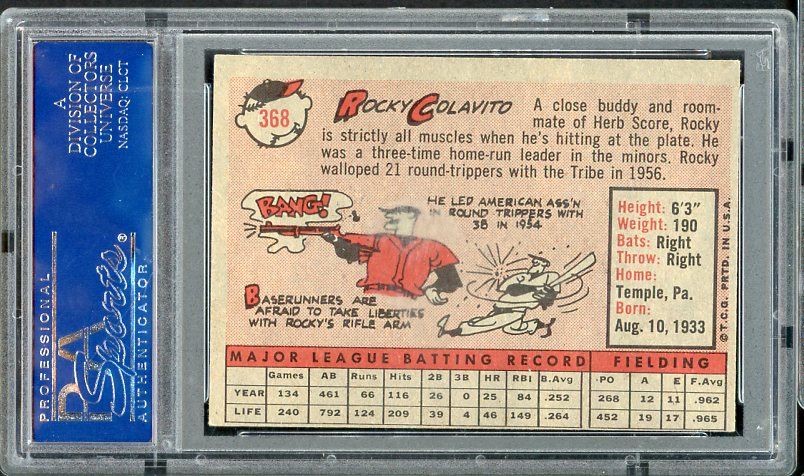 A
DIVISION OF
COLLECTORS
UNIVERSE
NASDAQ: CLCT
PROFESSIONAL
PSA
Sports®
AUTHENTICATOR
368
ROCKY COLAVITO
A close buddy and room-
mate of Herb Score, Rocky
is strictly all muscles when he's hitting at the plate. He
was a three-time home-run leader in the minors. Rocky
walloped 21 round-trippers with the Tribe in 1956.
BANG!
HE LED AMERICAN ASS'N
IN ROUND TRIPPERS WITH
38 IN 1954
BASERUNNERS ARE
AFRAID TO TAKE LIBERTIES
WITH ROCKY'S RIFLE ARM
Height: 6'3"
Weight: 190
Bats: Right
Throw: Right
Home:
Temple, Pa.
Born:
Aug. 10, 1933
© T.C.G. PRTD. IN U.S.A.
MAJOR LEAGUE BATTING RECORD FIELDING
Games AB Runs Hits 2B 3B HR RBI B.Avg PO A E F.Avg
YEAR 134 461 66 116 26 0 25 84 .252 268 12 11 .962
LIFE 240 792 124 209 39 4 46 149 .264 452 19 17 .965